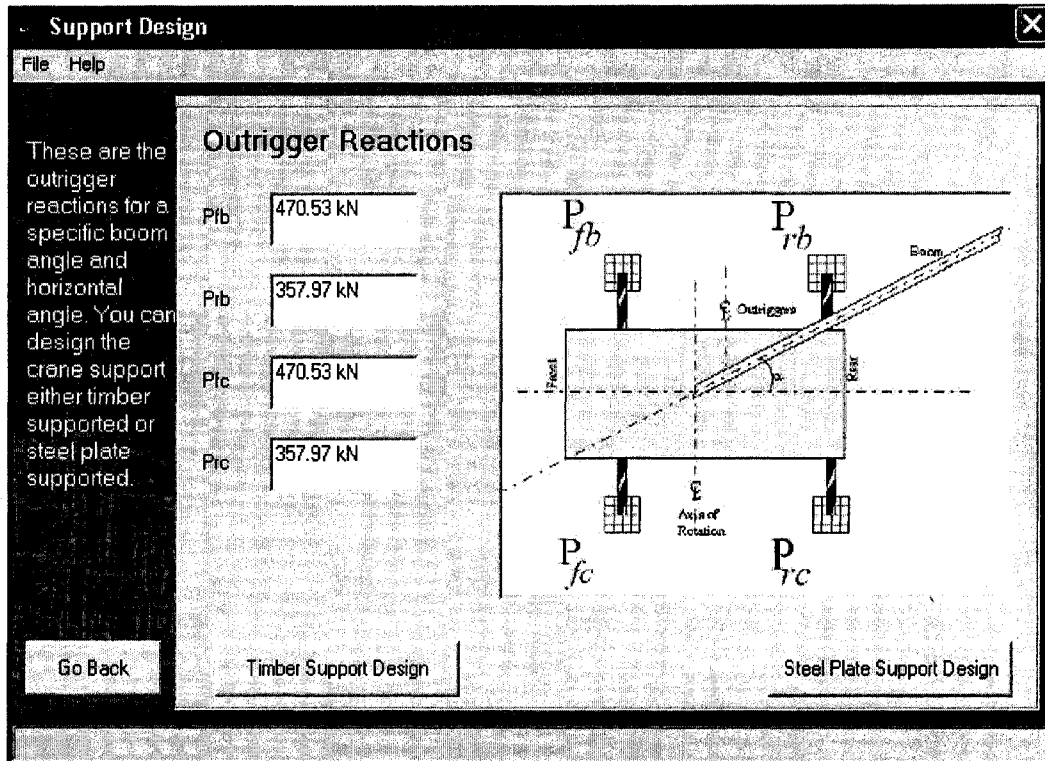 Support Design
File Help
These are the
outrigger
reactions for a
specific boom
angle and
horizontal
angle. You can
design the
crane support
either timber
supported or
steel plate
supported.
Outrigger Reactions
Pfb 470.53 kN
Prb 357.97 kN
Pfc 470.53 kN
Prc 357.97 kN
Pfb
Prb
Boom
℄ Outriggers
Front
α
Rear
℄
Axis of
Rotation
Pfc
Prc
Go Back
Timber Support Design
Steel Plate Support Design